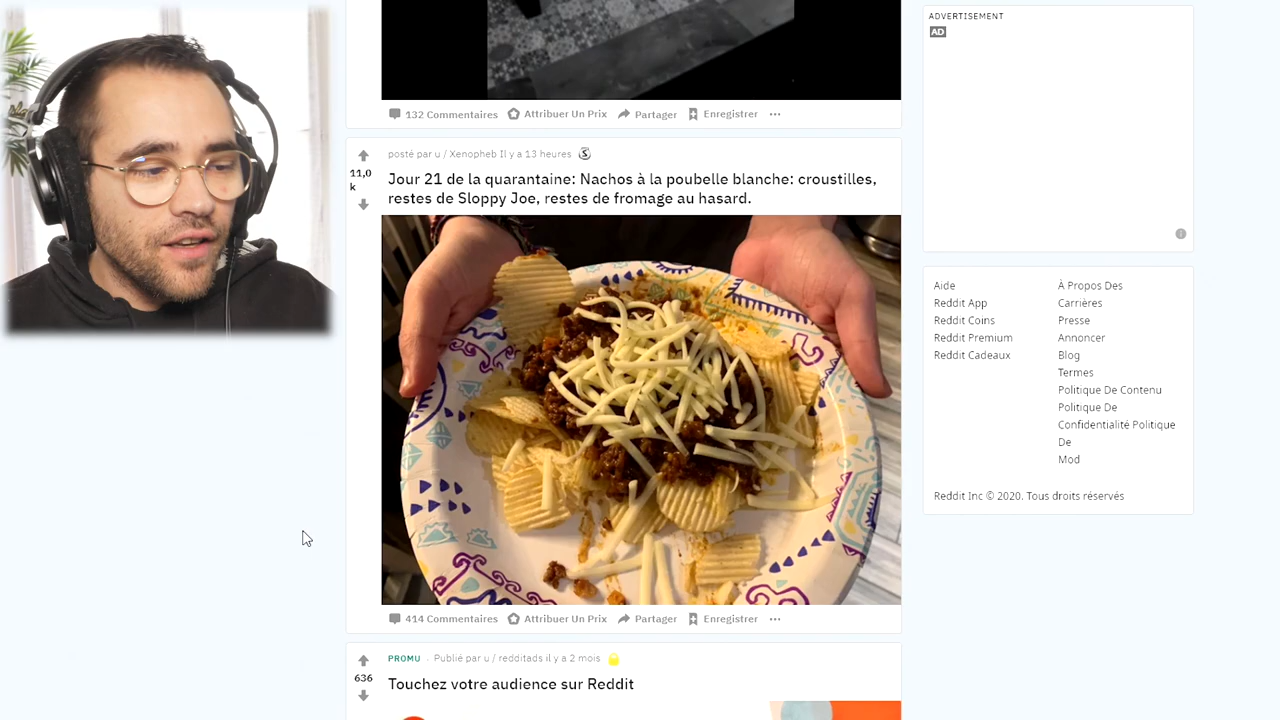 ADVERTISEMENT
AD
132 Commentaires Attribuer Un Prix Partager Enregistrer
posté par u / Xenopheb Il y a 13 heures
11,0
k
Jour 21 de la quarantaine: Nachos à la poubelle blanche: croustilles,
restes de Sloppy Joe, restes de fromage au hasard.
Aide
Reddit App
Reddit Coins
Reddit Premium
Reddit Cadeaux
À Propos Des
Carrières
Presse
Annoncer
Blog
Termes
Politique De Contenu
Politique De
Confidentialité Politique
De
Mod
Reddit Inc © 2020. Tous droits réservés
414 Commentaires Attribuer Un Prix Partager Enregistrer
PROMU · Publié par u / redditads il y a 2 mois
636
Touchez votre audience sur Reddit